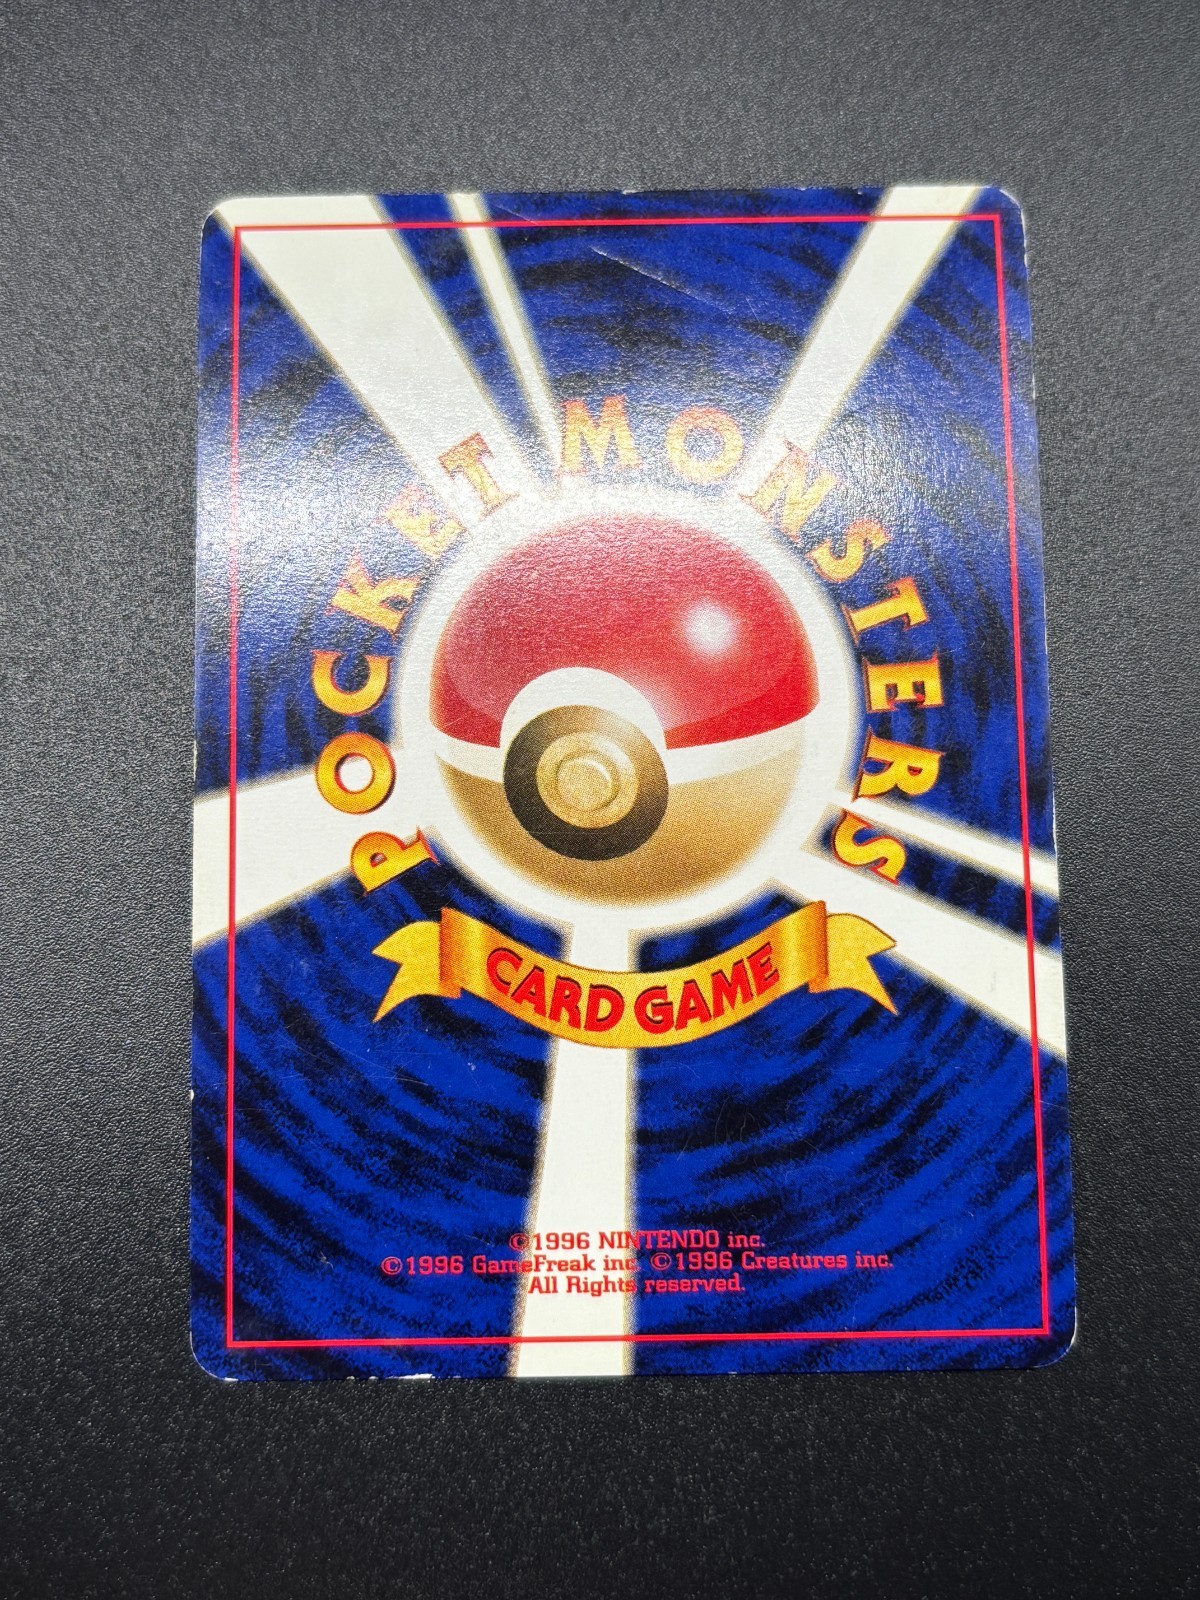 POCKET MONSTERS
CARD GAME
©1996 NINTENDO inc.
©1996 GameFreak inc. ©1996 Creatures inc.
All Rights reserved.